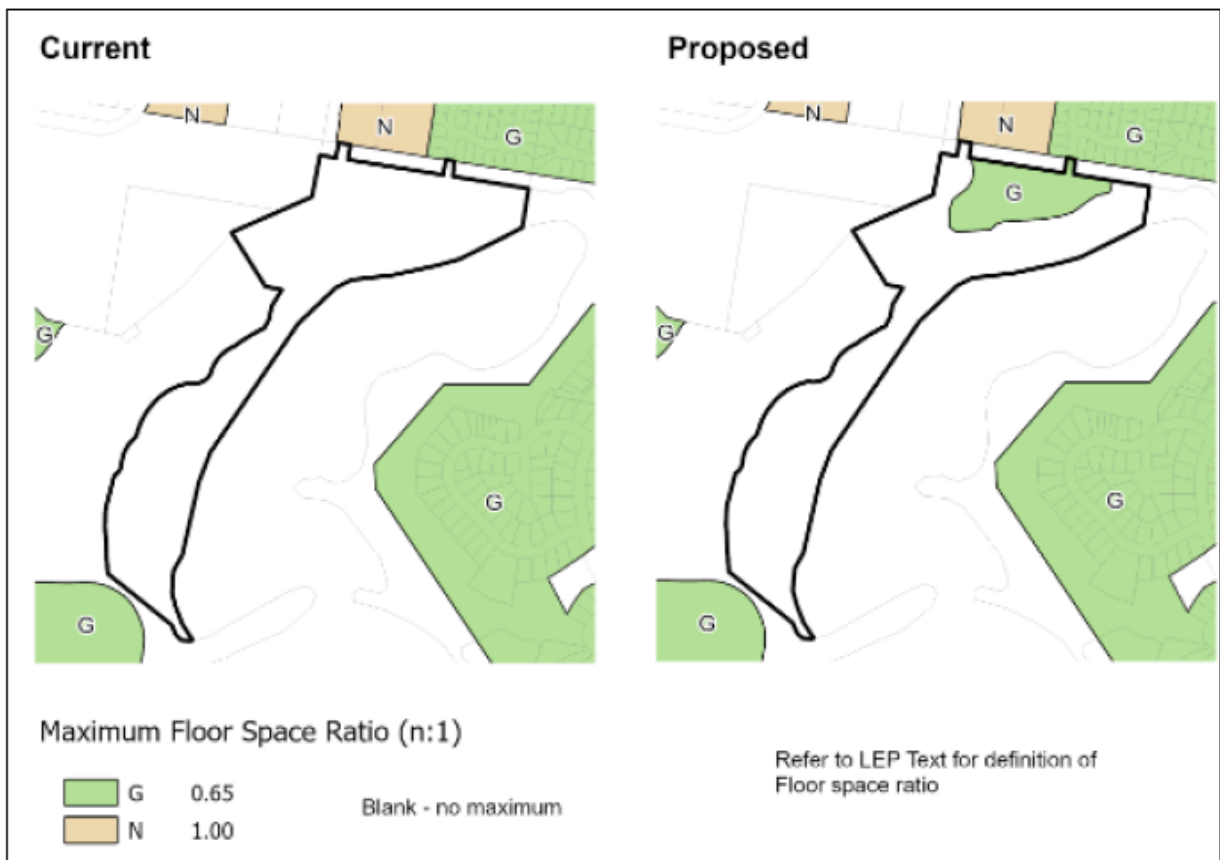 Current
Proposed
N
N
G
G
G
G
N
N
G
G
G
G
G
Maximum Floor Space Ratio (n:1)
G 0.65
N 1.00
Blank - no maximum
Refer to LEP Text for definition of
Floor space ratio